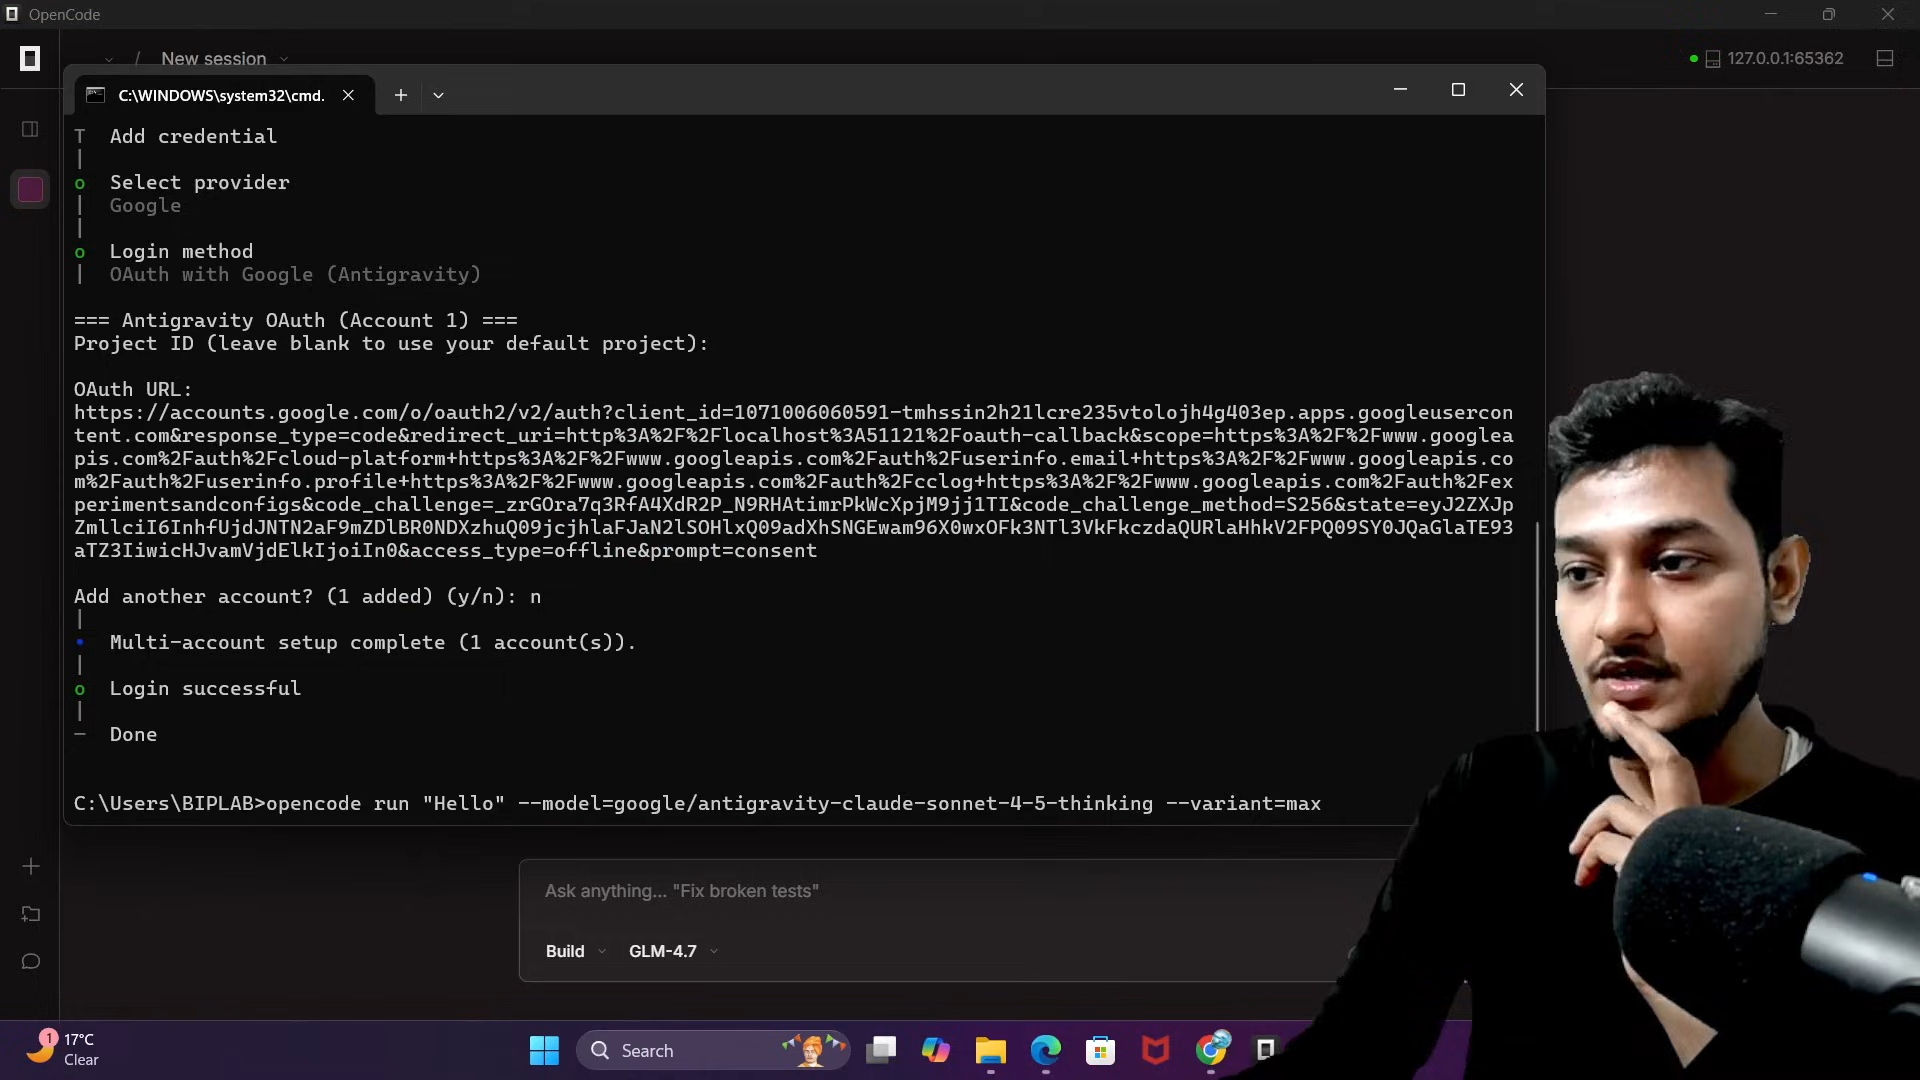 OpenCode
/ New session
127.0.0.1:65362
C:\WINDOWS\system32\cmd.
T Add credential
o Select provider
Google
o Login method
OAuth with Google (Antigravity)
=== Antigravity OAuth (Account 1) ===
Project ID (leave blank to use your default project):
OAuth URL:
https://accounts.google.com/o/oauth2/v2/auth?client_id=1071006060591-tmhssin2h21lcre235vtolojh4g403ep.apps.googleusercon
tent.com&response_type=code&redirect_uri=http%3A%2F%2Flocalhost%3A51121%2Foauth-callback&scope=https%3A%2F%2Fwww.googlea
pis.com%2Fauth%2Fcloud-platform+https%3A%2F%2Fwww.googleapis.com%2Fauth%2Fuserinfo.email+https%3A%2F%2Fwww.googleapis.co
m%2Fauth%2Fuserinfo.profile+https%3A%2F%2Fwww.googleapis.com%2Fauth%2Fcclog+https%3A%2F%2Fwww.googleapis.com%2Fauth%2Fex
perimentsandconfigs&code_challenge=_zrGOra7q3RfA4XdR2P_N9RHAtimrPkWcXpjM9jj1TI&code_challenge_method=S256&state=eyJ2ZXJp
ZmllciI6InhfUjdJNTN2aF9mZDlBR0NDXzhuQ09jcjhlaFJaN2lSOHlxQ09adXhSNGEwam96X0wxOFk3NTl3VkFkczdaQURlaHhkV2FPQ09SY0JQaGlaTE93
aTZ3IiwicHJvamVjdElkIjoiIn0&access_type=offline&prompt=consent
Add another account? (1 added) (y/n): n
Multi-account setup complete (1 account(s)).
o Login successful
Done
C:\Users\BIPLAB>opencode run "Hello" --model=google/antigravity-claude-sonnet-4-5-thinking --variant=max
Ask anything... "Fix broken tests"
Build GLM-4.7
1
17°C
Clear
Search